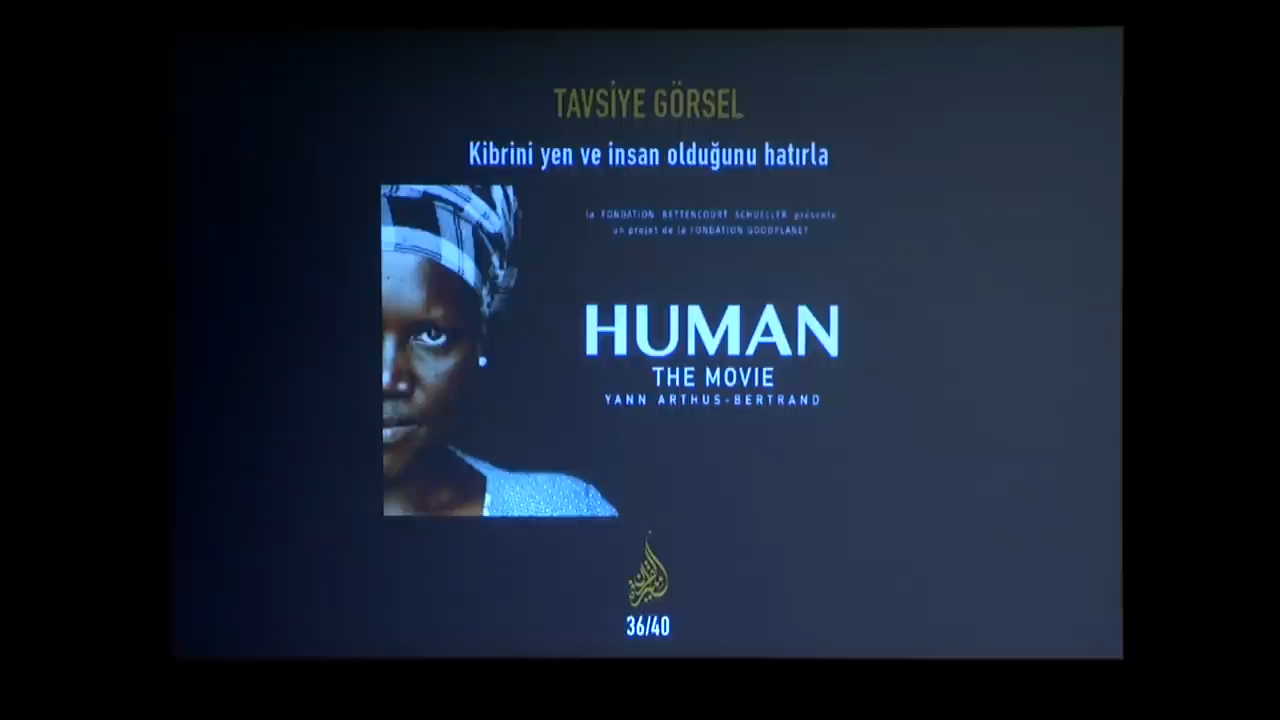 TAVSİYE GÖRSEL
Kibrini yen ve insan olduğunu hatırla
la FONDATION BETTENCOURT SCHUELLER présente
un projet de la FONDATION GOODPLANET
HUMAN
THE MOVIE
YANN ARTHUS-BERTRAND
36/40